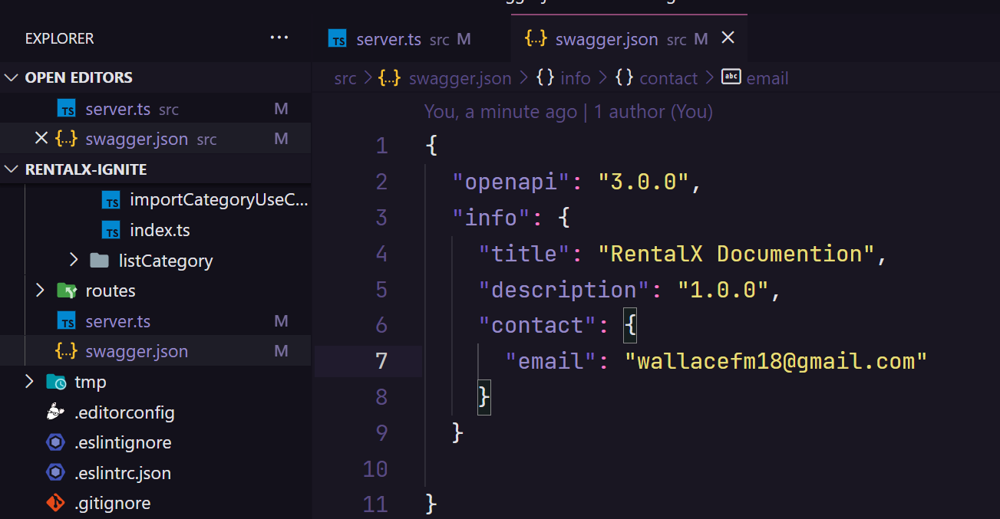 EXPLORER ...
OPEN EDITORS
TS server.ts src M
{..} swagger.json src M
RENTALX-IGNITE
TS importCategoryUseC...
TS index.ts
listCategory
routes
TS server.ts M
{..} swagger.json M
tmp
.editorconfig
.eslintignore
.eslintrc.json
.gitignore
TS server.ts src M {..} swagger.json src M
src > {..} swagger.json > {} info > {} contact > abc email
You, a minute ago | 1 author (You)
1 {
2 "openapi": "3.0.0",
3 "info": {
4 "title": "RentalX Documention",
5 "description": "1.0.0",
6 "contact": {
7 "email": "wallacefm18@gmail.com"
8 }
9 }
10
11 }